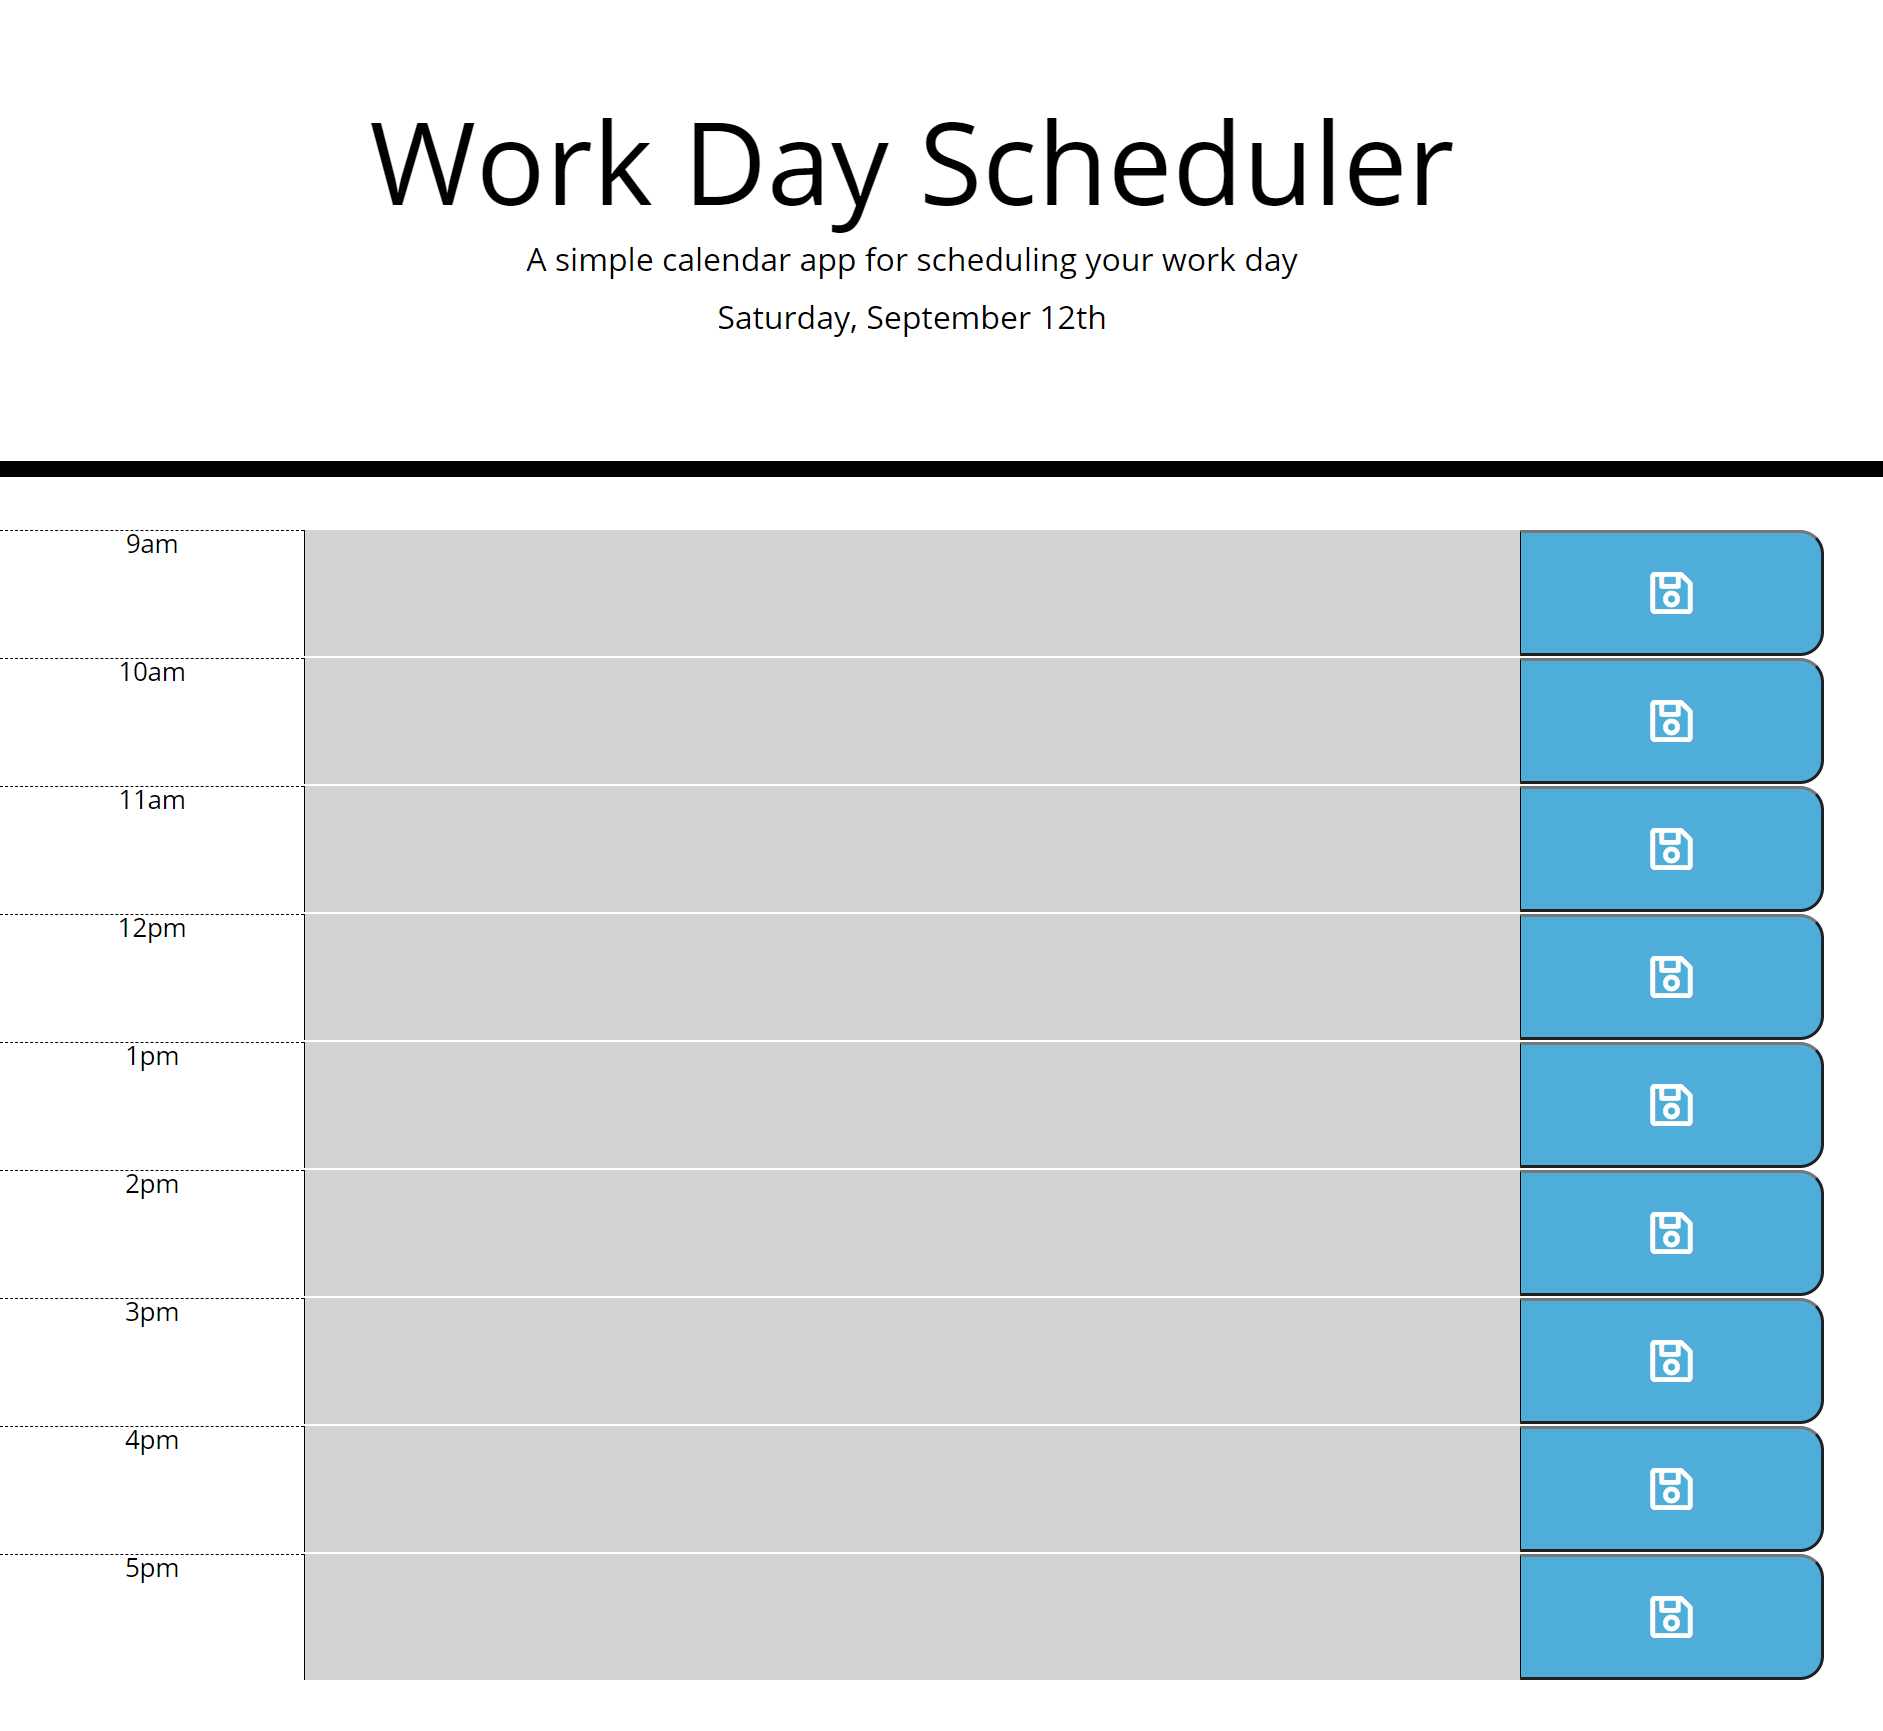 Work Day Scheduler
A simple calendar app for scheduling your work day
Saturday, September 12th
9am
10am
11am
12pm
1pm
2pm
3pm
4pm
5pm